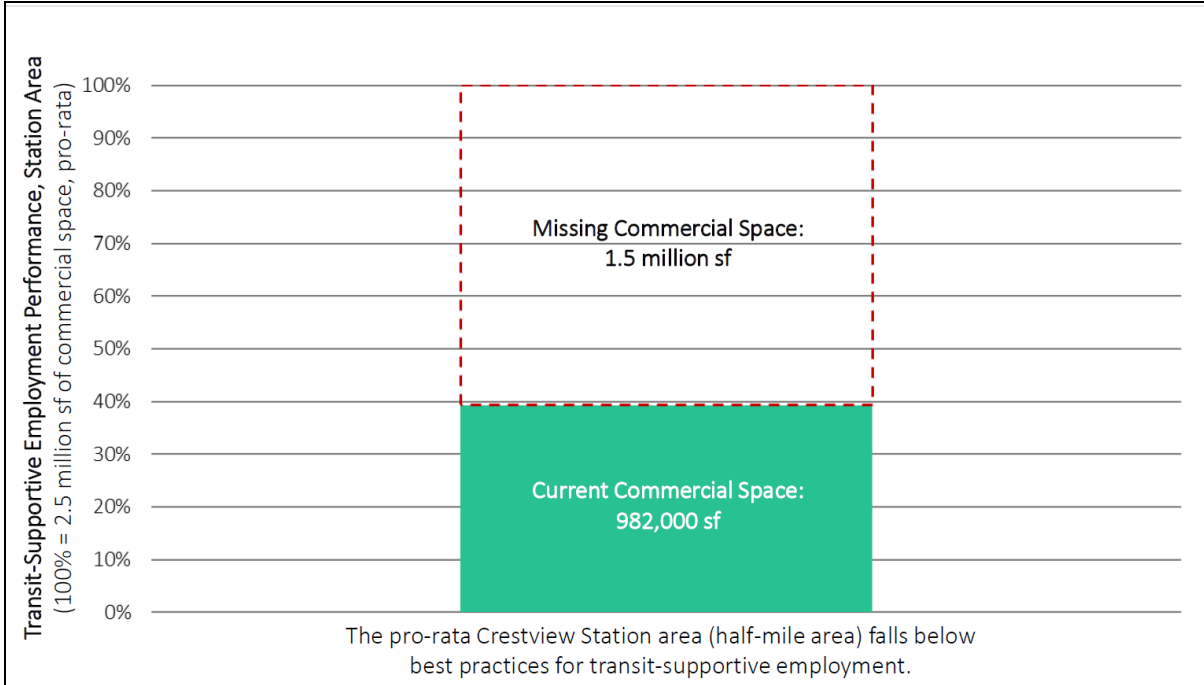 Transit-Supportive Employment Performance, Station Area
(100% = 2.5 million sf of commercial space, pro-rata)
100%
90%
80%
70%
60%
50%
40%
30%
20%
10%
0%
Missing Commercial Space:
1.5 million sf
Current Commercial Space:
982,000 sf
The pro-rata Crestview Station area (half-mile area) falls below
best practices for transit-supportive employment.